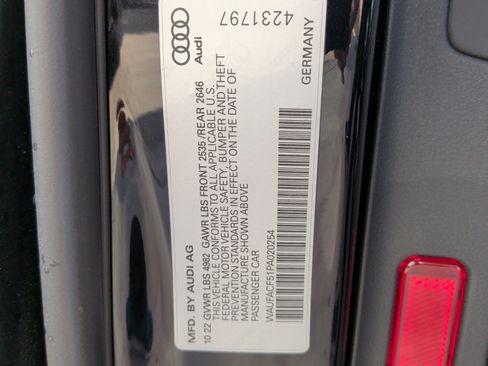 Audi
4231797
MFD. BY AUDI AG
10 22 GVWR LBS 4982 GAWR LBS FRONT 2535 /REAR 2646
THIS VEHICLE CONFORMS TO ALL APPLICABLE U.S.
FEDERAL MOTOR VEHICLE SAFETY, BUMPER AND THEFT
PREVENTION STANDARDS IN EFFECT ON THE DATE OF
MANUFACTURE SHOWN ABOVE
PASSENGER CAR
WAUFACF51PA020254
GERMANY